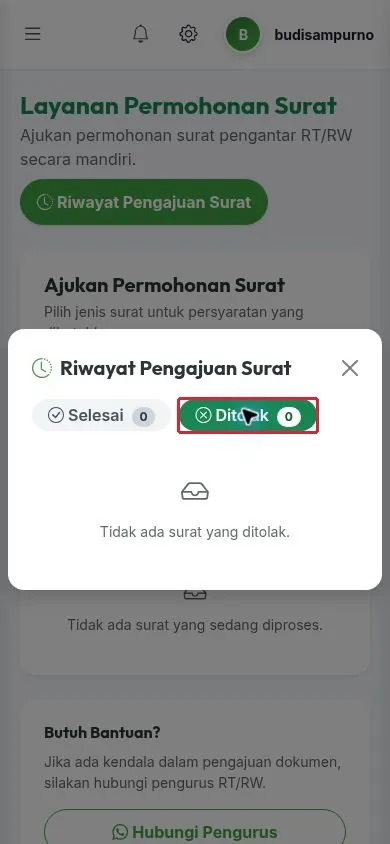 B
budisampurno
Layanan Permohonan Surat
Ajukan permohonan surat pengantar RT/RW
secara mandiri.
Riwayat Pengajuan Surat
Ajukan Permohonan Surat
Pilih jenis surat untuk persyaratan yang
Riwayat Pengajuan Surat
Selesai 0
Ditolak 0
Tidak ada surat yang ditolak.
Tidak ada surat yang sedang diproses.
Butuh Bantuan?
Jika ada kendala dalam pengajuan dokumen,
silakan hubungi pengurus RT/RW.
Hubungi Pengurus